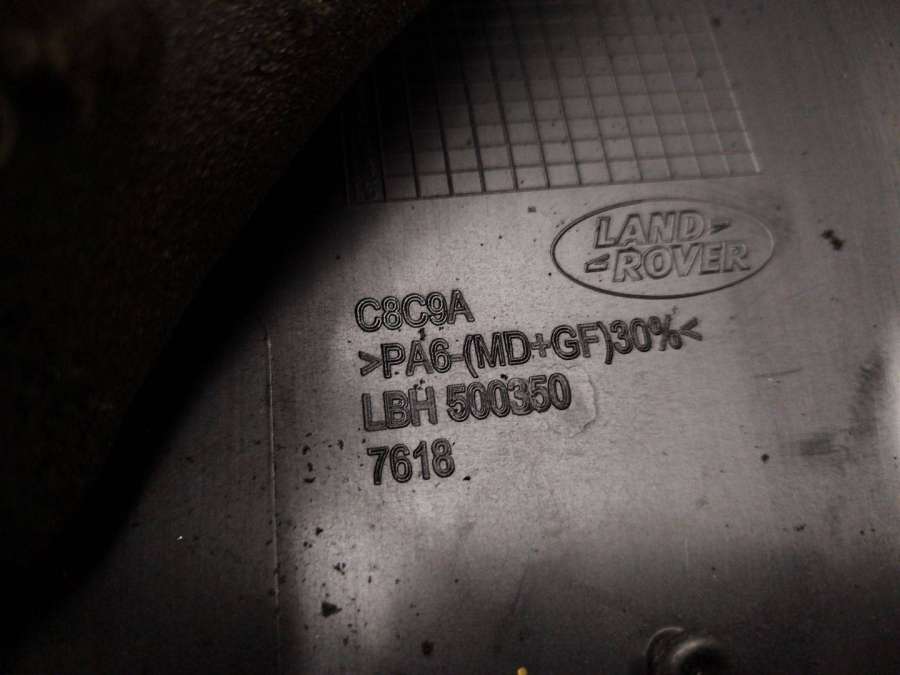 LAND
ROVER
C8C9A
>PA6-(MD+GF)30%<
LBH 500350
7618